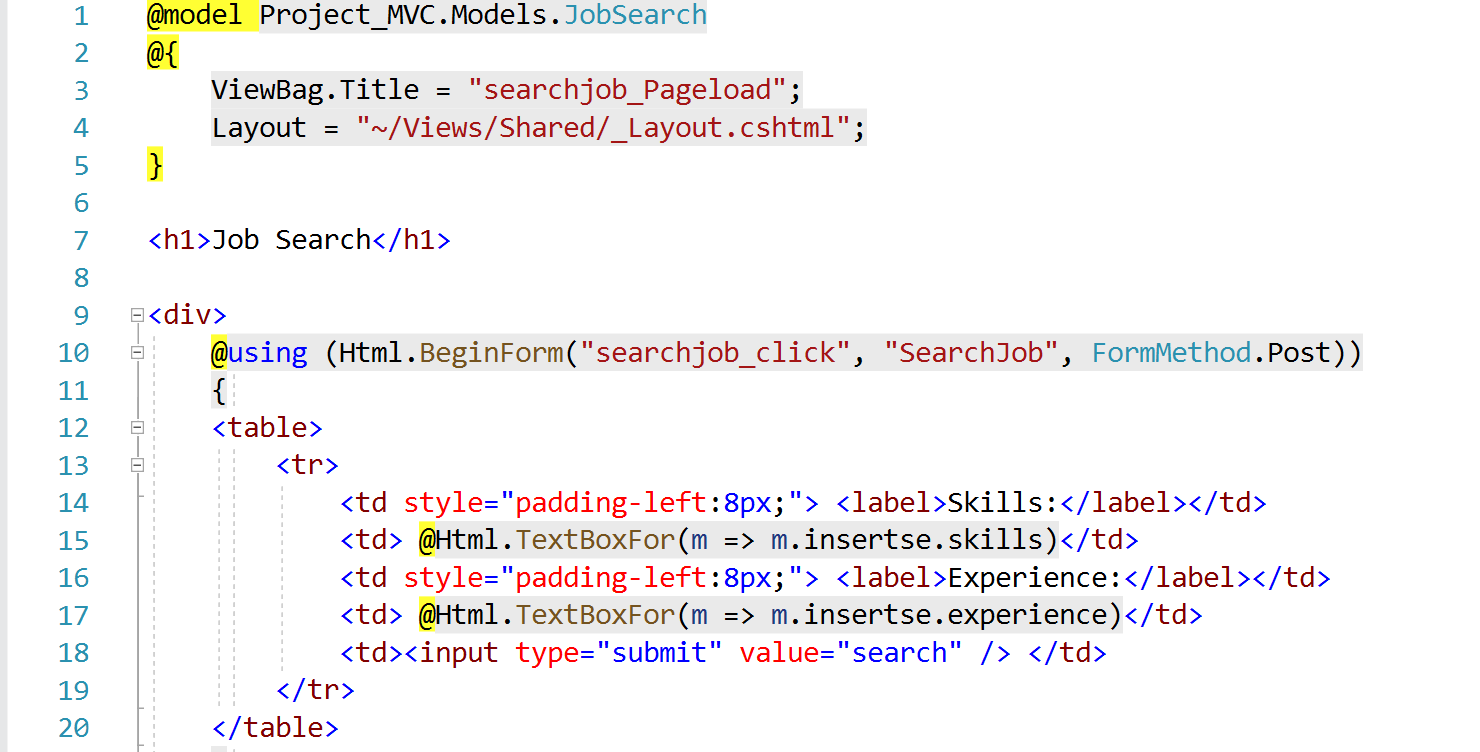 1 @model Project_MVC.Models.JobSearch
2 @{
3 ViewBag.Title = "searchjob_Pageload";
4 Layout = "~/Views/Shared/_Layout.cshtml";
5 }
6
7 <h1>Job Search</h1>
8
9 <div>
10 @using (Html.BeginForm("searchjob_click", "SearchJob", FormMethod.Post))
11 {
12 <table>
13 <tr>
14 <td style="padding-left:8px;"> <label>Skills:</label></td>
15 <td> @Html.TextBoxFor(m => m.insertse.skills)</td>
16 <td style="padding-left:8px;"> <label>Experience:</label></td>
17 <td> @Html.TextBoxFor(m => m.insertse.experience)</td>
18 <td><input type="submit" value="search" /> </td>
19 </tr>
20 </table>